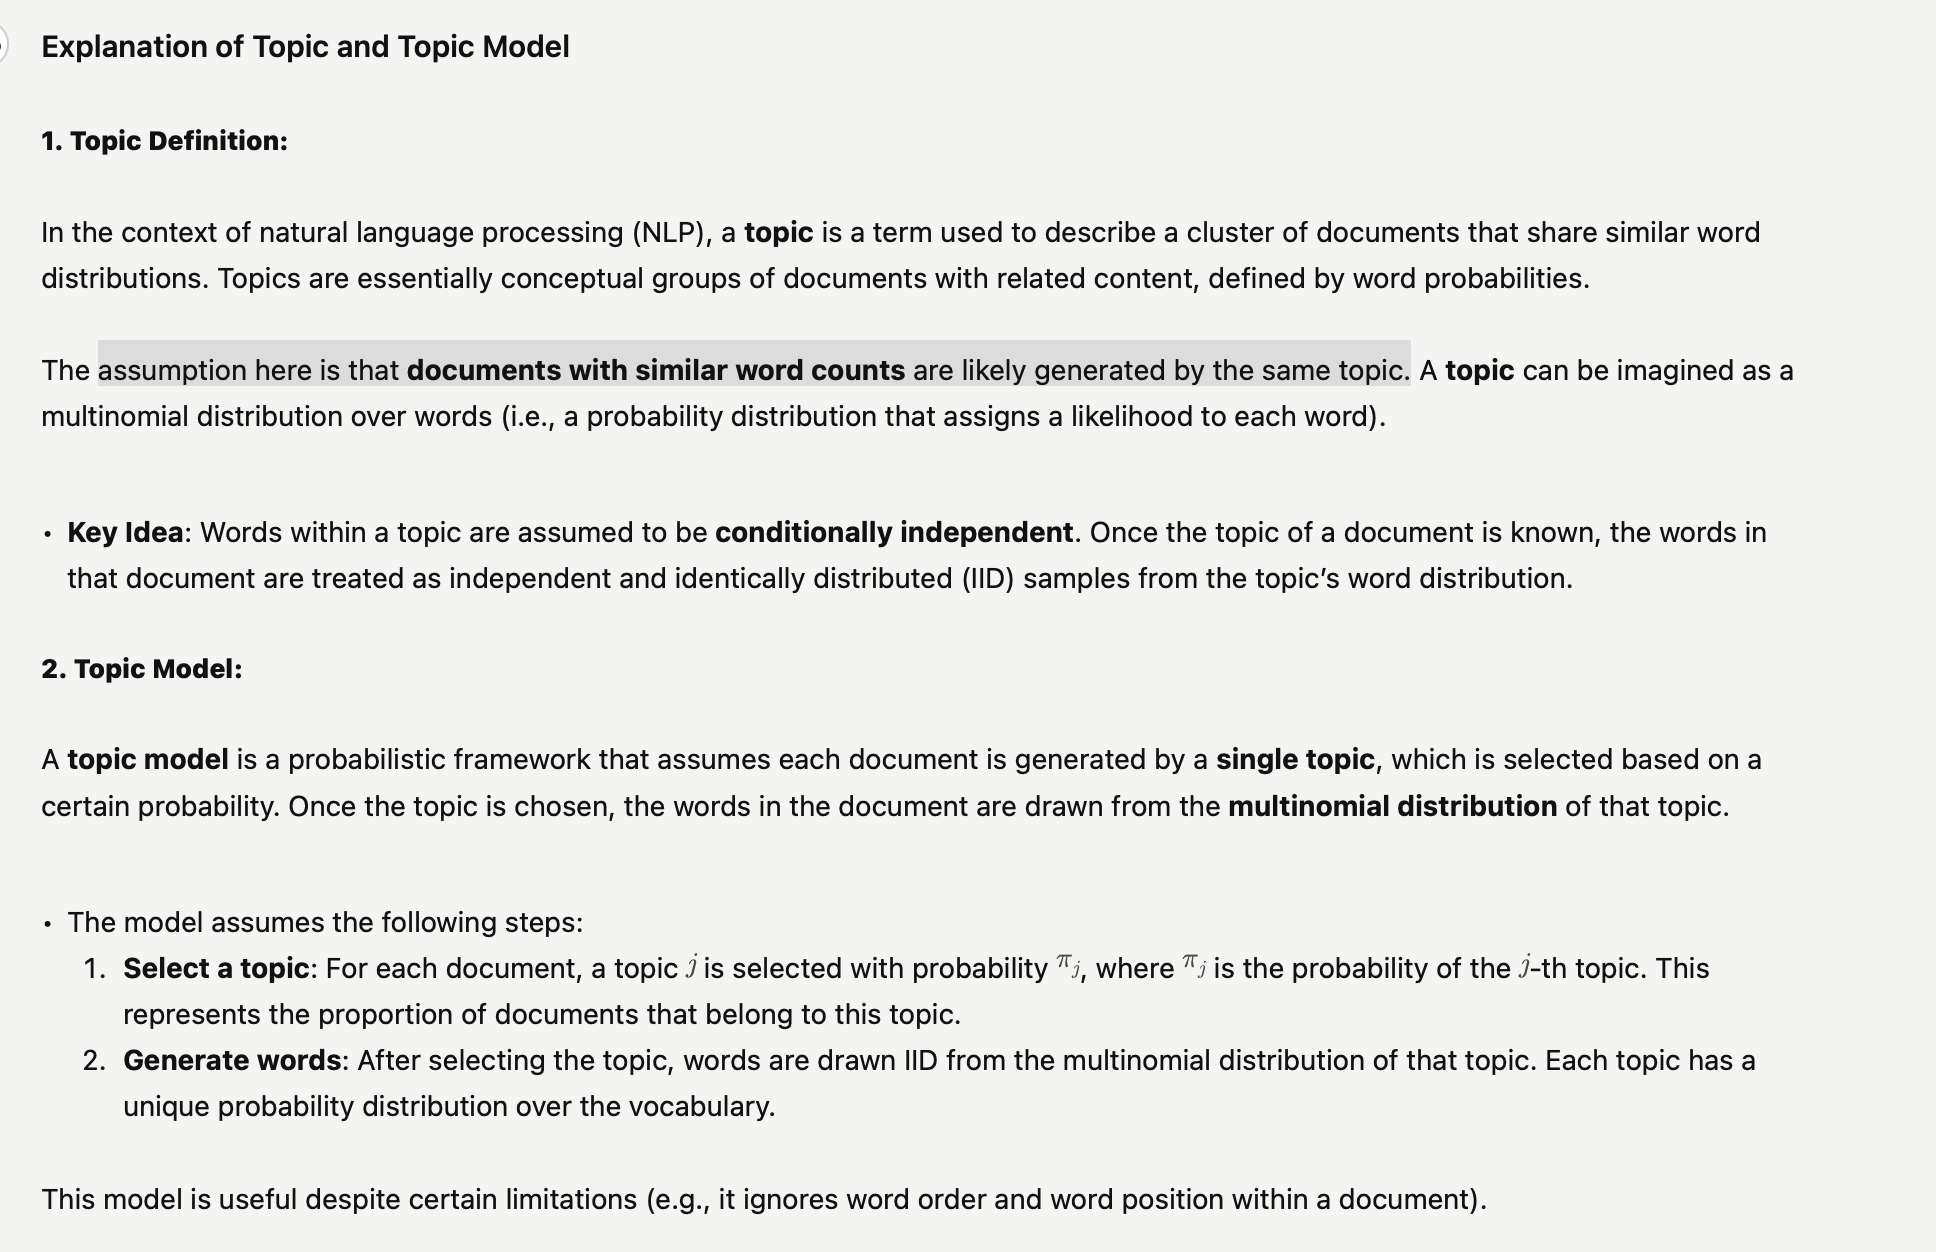 Explanation of Topic and Topic Model
1. Topic Definition:
In the context of natural language processing (NLP), a topic is a term used to describe a cluster of documents that share similar word
distributions. Topics are essentially conceptual groups of documents with related content, defined by word probabilities.
The assumption here is that documents with similar word counts are likely generated by the same topic. A topic can be imagined as a
multinomial distribution over words (i.e., a probability distribution that assigns a likelihood to each word).
• Key Idea: Words within a topic are assumed to be conditionally independent. Once the topic of a document is known, the words in
that document are treated as independent and identically distributed (IID) samples from the topic’s word distribution.
2. Topic Model:
A topic model is a probabilistic framework that assumes each document is generated by a single topic, which is selected based on a
certain probability. Once the topic is chosen, the words in the document are drawn from the multinomial distribution of that topic.
• The model assumes the following steps:
1. Select a topic: For each document, a topic j is selected with probability πj, where πj is the probability of the j-th topic. This
represents the proportion of documents that belong to this topic.
2. Generate words: After selecting the topic, words are drawn IID from the multinomial distribution of that topic. Each topic has a
unique probability distribution over the vocabulary.
This model is useful despite certain limitations (e.g., it ignores word order and word position within a document).